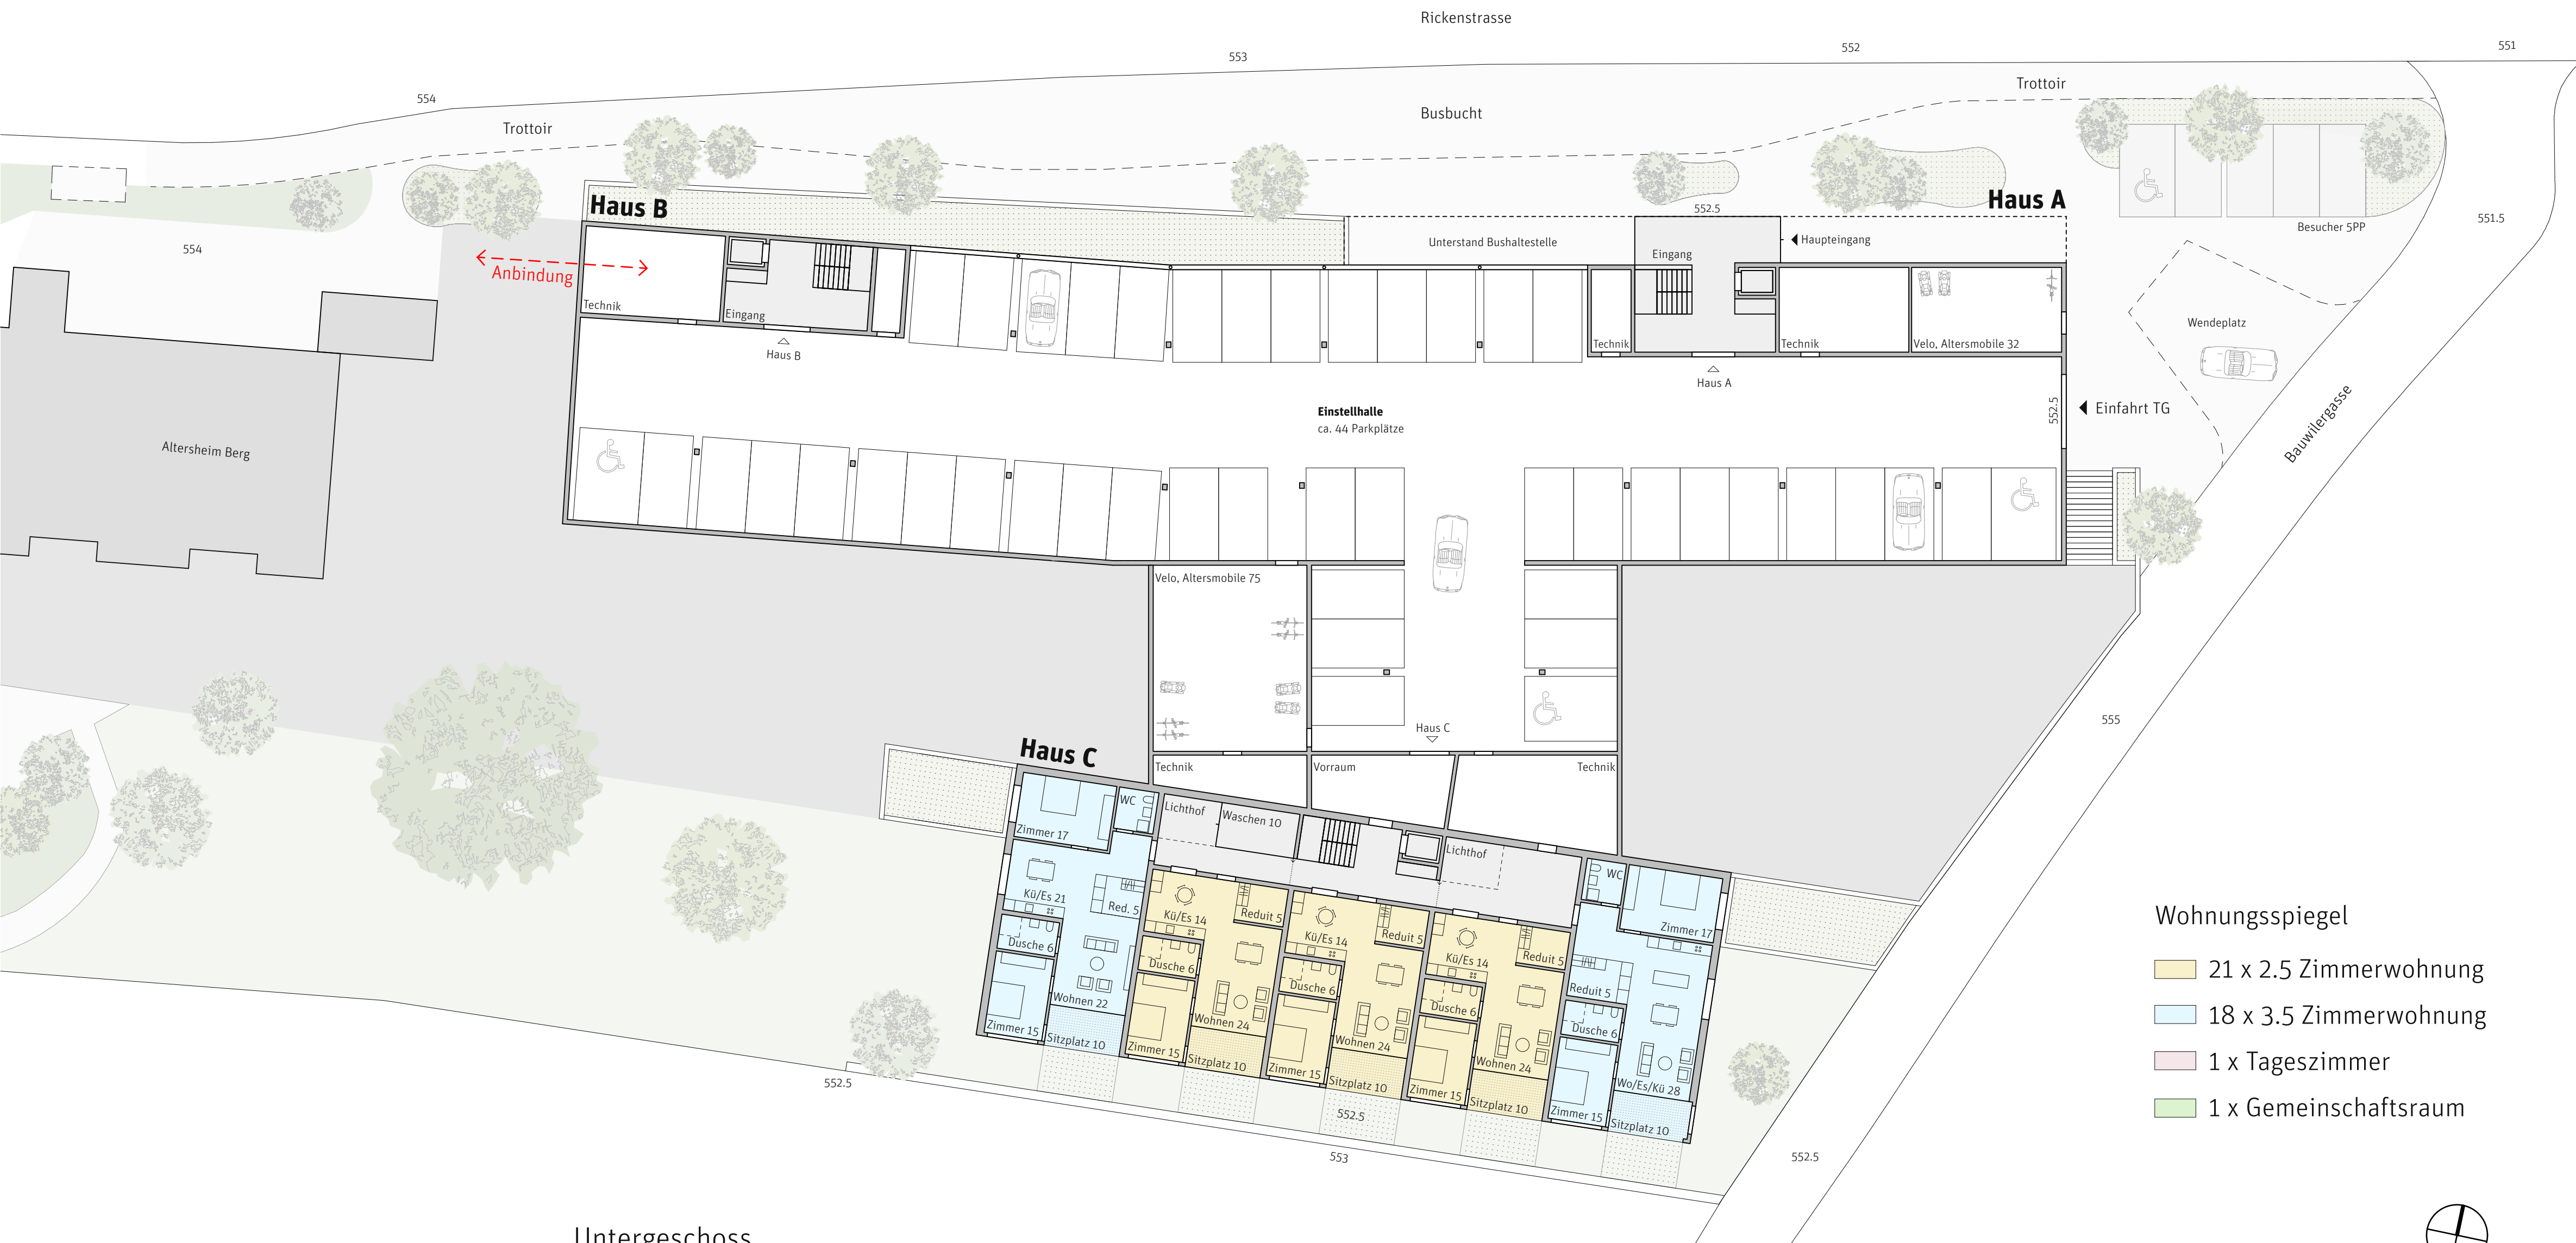 Rickenstrasse
553
552
551
554
Trottoir
Busbucht
Trottoir
Haus B
Haus A
552.5
551.5
Besucher 5PP
554
Anbindung
Technik
Eingang
Haus B
Unterstand Bushaltestelle
Eingang
Haupteingang
Technik
Haus A
Technik
Velo, Altersmobile 32
Wendeplatz
Einstellhalle
ca. 44 Parkplätze
552.5
Einfahrt TG
Bauwilergasse
Altersheim Berg
Velo, Altersmobile 75
Haus C
555
Haus C
Technik
Vorraum
Technik
Zimmer 17
WC
Lichthof
Waschen 10
Lichthof
WC
Zimmer 17
Kü/Es 21
Red. 5
Dusche 6
Wohnen 22
Zimmer 15
Sitzplatz 10
Kü/Es 14
Reduit 5
Dusche 6
Wohnen 24
Zimmer 15
Sitzplatz 10
Kü/Es 14
Reduit 5
Dusche 6
Wohnen 24
Zimmer 15
Sitzplatz 10
Kü/Es 14
Reduit 5
Dusche 6
Wohnen 24
Zimmer 15
Sitzplatz 10
Reduit 5
Dusche 6
Wo/Es/Kü 28
Zimmer 15
Sitzplatz 10
552.5
552.5
553
552.5
Wohnungsspiegel
21 x 2.5 Zimmerwohnung
18 x 3.5 Zimmerwohnung
1 x Tageszimmer
1 x Gemeinschaftsraum
Untergeschoss